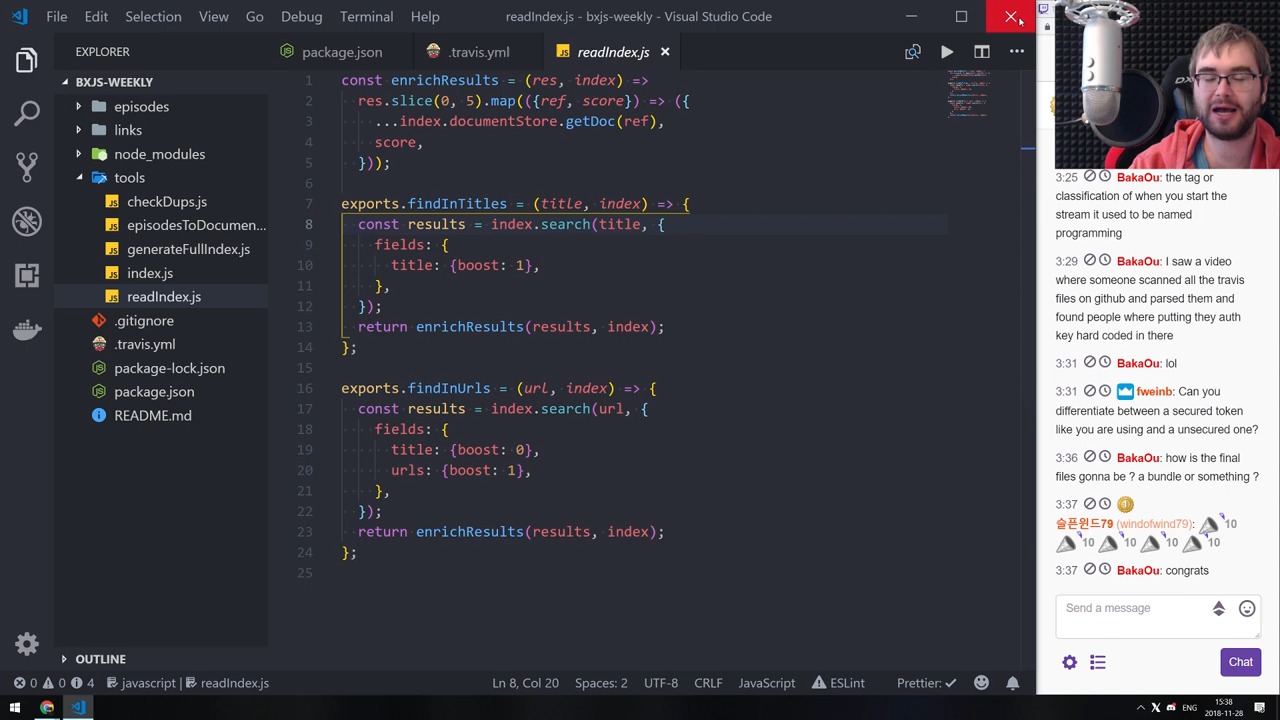 File Edit Selection View Go Debug Terminal Help
readIndex.js - bxjs-weekly - Visual Studio Code
EXPLORER
package.json
.travis.yml
readIndex.js
BXJS-WEEKLY
episodes
links
node_modules
tools
checkDups.js
episodesToDocumen...
generateFullIndex.js
index.js
readIndex.js
.gitignore
.travis.yml
package-lock.json
package.json
README.md
OUTLINE
1 const enrichResults = (res, index) =>
2 res.slice(0, 5).map(({ref, score}) => ({
3 ...index.documentStore.getDoc(ref),
4 score,
5 }));
6
7 exports.findInTitles = (title, index) => {
8 const results = index.search(title, {
9 fields: {
10 title: {boost: 1},
11 },
12 });
13 return enrichResults(results, index);
14 };
15
16 exports.findInUrls = (url, index) => {
17 const results = index.search(url, {
18 fields: {
19 title: {boost: 0},
20 urls: {boost: 1},
21 },
22 });
23 return enrichResults(results, index);
24 };
25
0 0 4 javascript readIndex.js
Ln 8, Col 20 Spaces: 2 UTF-8 CRLF JavaScript ESLint Prettier:
3:25 BakaOu: the tag or
classification of when you start the
stream it used to be named
programming
3:29 BakaOu: I saw a video
where someone scanned all the travis
files on github and parsed them and
found people where putting they auth
key hard coded in there
3:31 BakaOu: lol
3:31 fweinb: Can you
differentiate between a secured token
like you are using and a unsecured one?
3:36 BakaOu: how is the final
files gonna be ? a bundle or something ?
3:37
슬픈윈드79 (windofwind79): 10
10 10 10 10
3:37 BakaOu: congrats
Send a message
Chat
ENG
15:38
2018-11-28